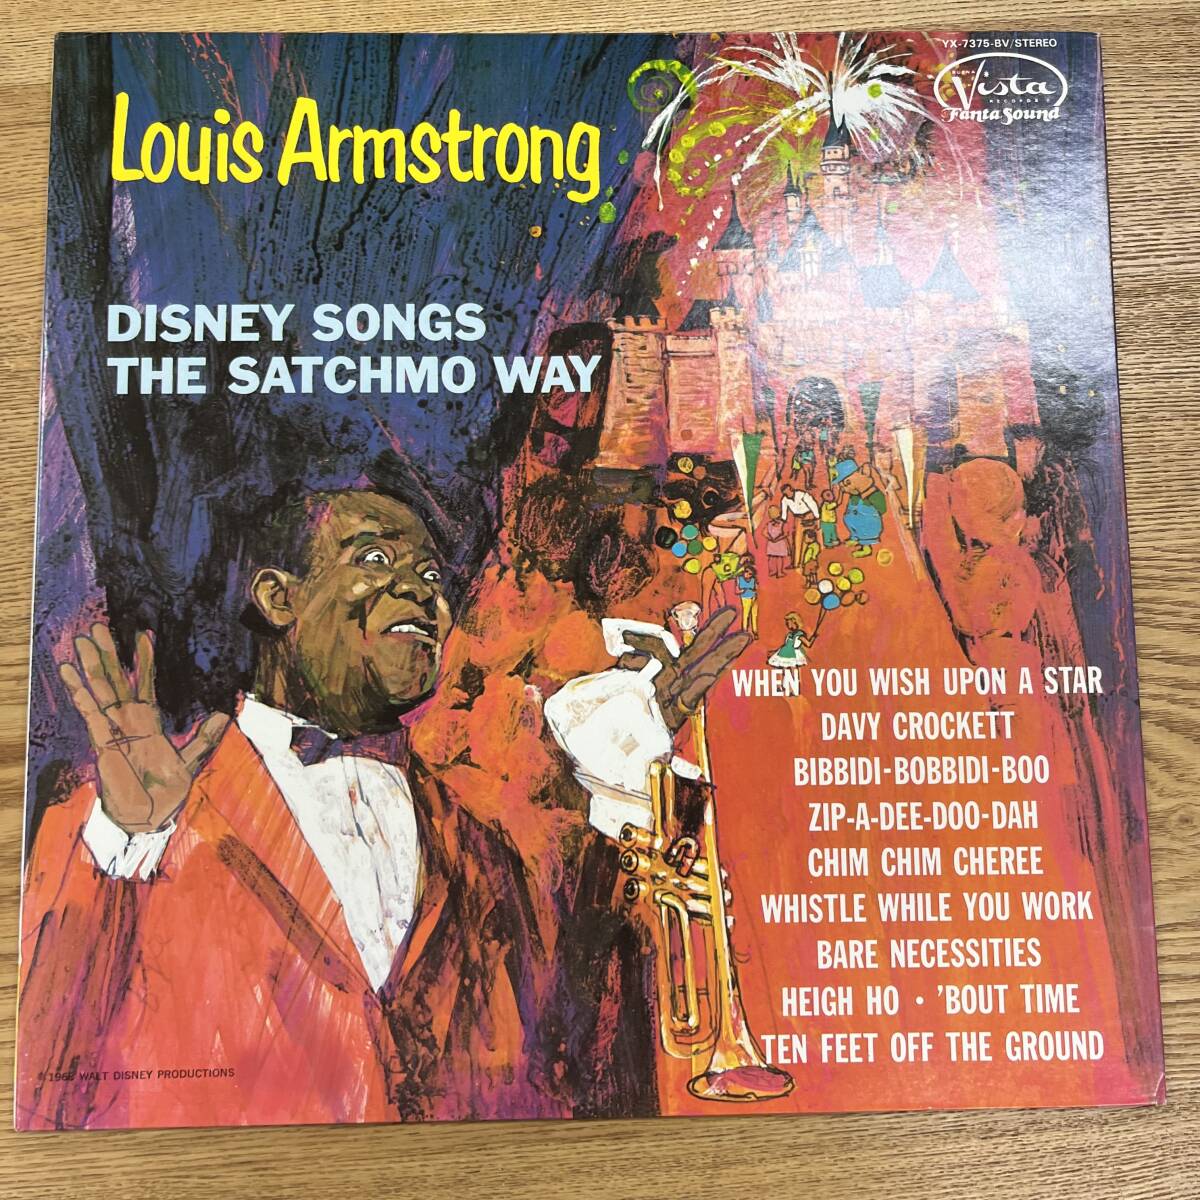 YX-7375-BV/STEREO
BUENA
Vista
RECORDS
Fanta Sound
Louis Armstrong
DISNEY SONGS
THE SATCHMO WAY
WHEN YOU WISH UPON A STAR
DAVY CROCKETT
BIBBIDI-BOBBIDI-BOO
ZIP-A-DEE-DOO-DAH
CHIM CHIM CHEREE
WHISTLE WHILE YOU WORK
BARE NECESSITIES
HEIGH HO • 'BOUT TIME
TEN FEET OFF THE GROUND
WALT DISNEY PRODUCTIONS